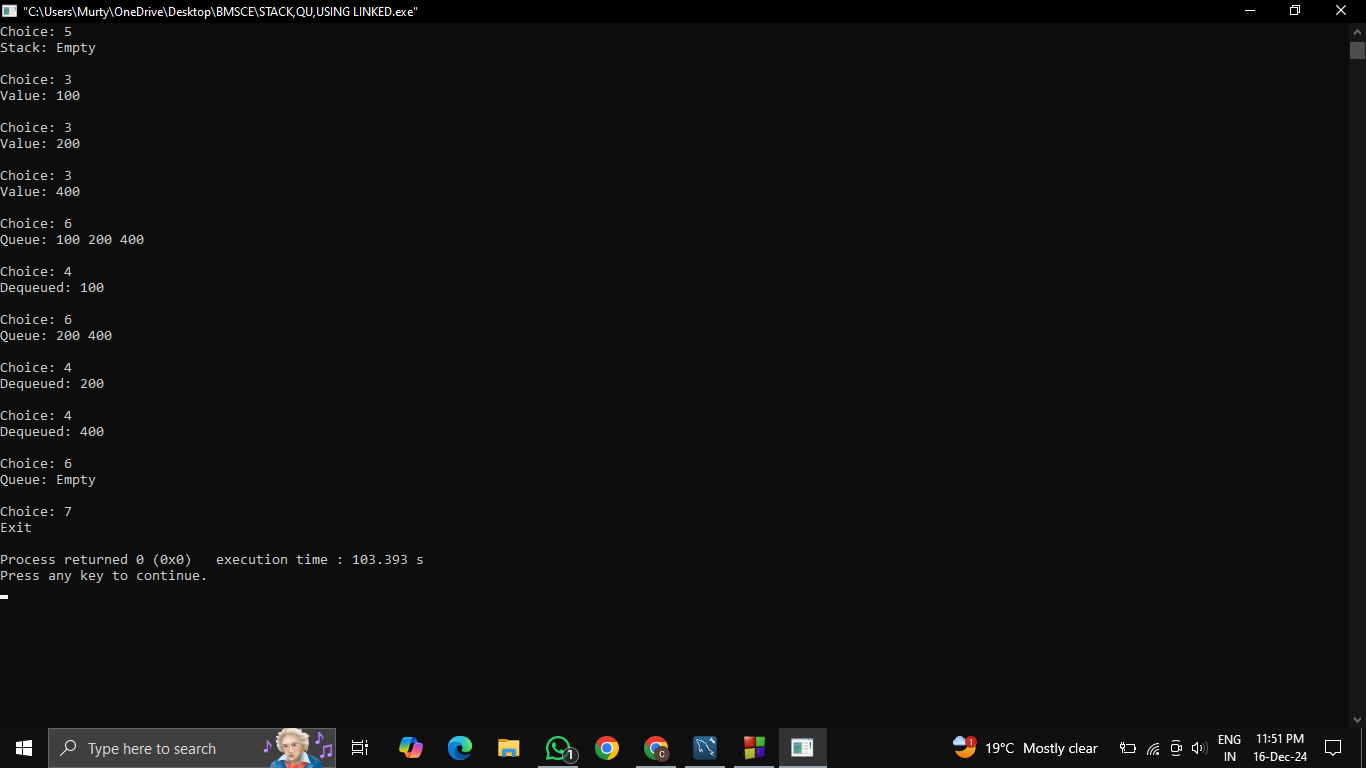 "C:\Users\Murty\OneDrive\Desktop\BMSCE\STACK,QU,USING LINKED.exe"
Choice: 5
Stack: Empty
Choice: 3
Value: 100
Choice: 3
Value: 200
Choice: 3
Value: 400
Choice: 6
Queue: 100 200 400
Choice: 4
Dequeued: 100
Choice: 6
Queue: 200 400
Choice: 4
Dequeued: 200
Choice: 4
Dequeued: 400
Choice: 6
Queue: Empty
Choice: 7
Exit
Process returned 0 (0x0)   execution time : 103.393 s
Press any key to continue.
Type here to search
1
C
1
19°C Mostly clear
ENG
IN
11:51 PM
16-Dec-24